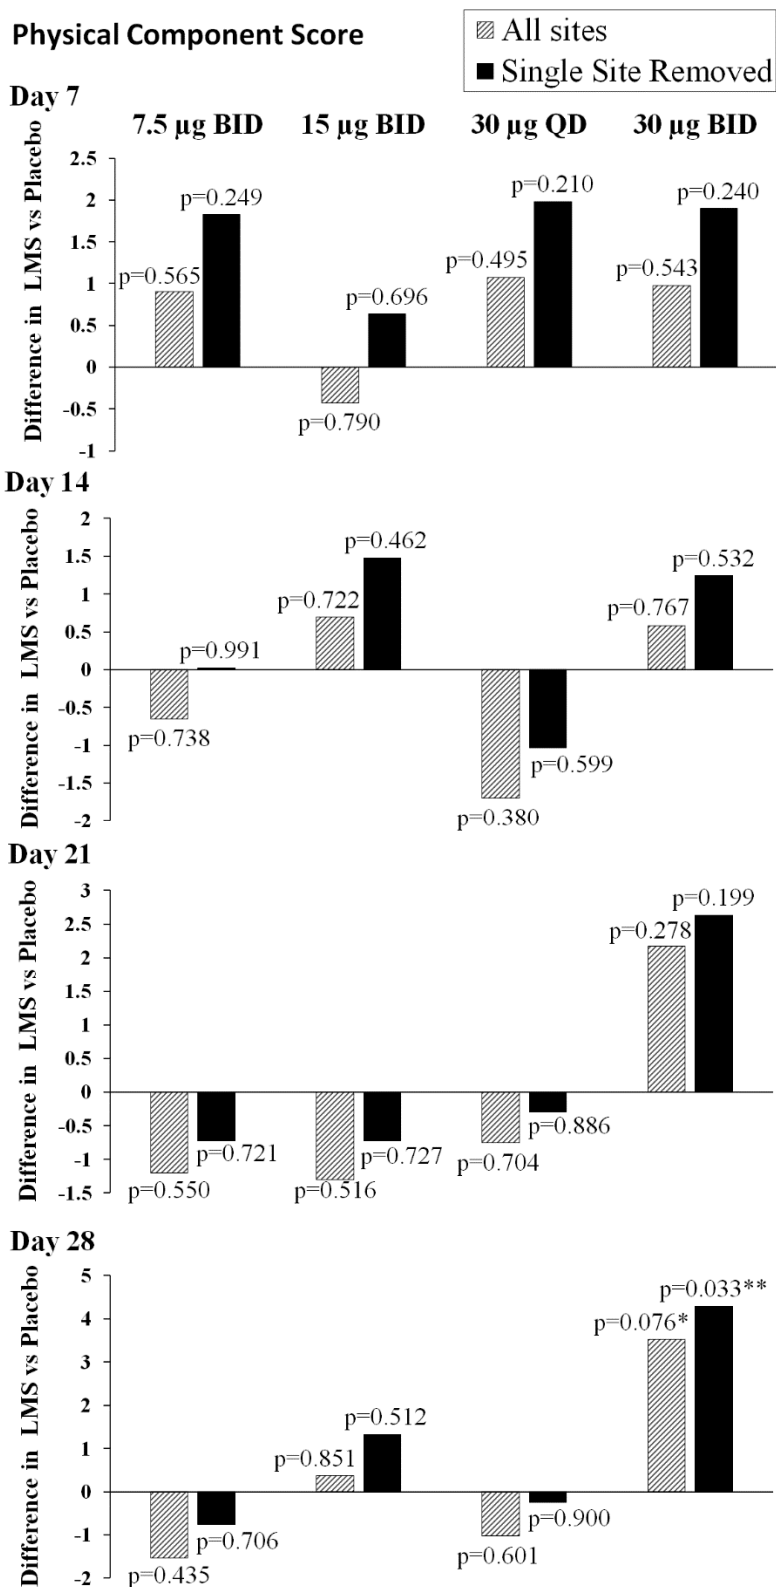 Physical Component Score
All sites
Single Site Removed
Day 7
7.5 µg BID 15 µg BID 30 µg QD 30 µg BID
Difference in LMS vs Placebo
2.5
2
1.5
1
0.5
0
-0.5
-1
p=0.565
p=0.249
p=0.790
p=0.696
p=0.495
p=0.210
p=0.543
p=0.240
Day 14
Difference in LMS vs Placebo
2
1.5
1
0.5
0
-0.5
-1
-1.5
-2
p=0.738
p=0.991
p=0.722
p=0.462
p=0.380
p=0.599
p=0.767
p=0.532
Day 21
Difference in LMS vs Placebo
3
2.5
2
1.5
1
0.5
0
-0.5
-1
-1.5
p=0.550
p=0.721
p=0.516
p=0.727
p=0.704
p=0.886
p=0.278
p=0.199
Day 28
Difference in LMS vs Placebo
5
4
3
2
1
0
-1
-2
p=0.435
p=0.706
p=0.851
p=0.512
p=0.601
p=0.900
p=0.076*
p=0.033**